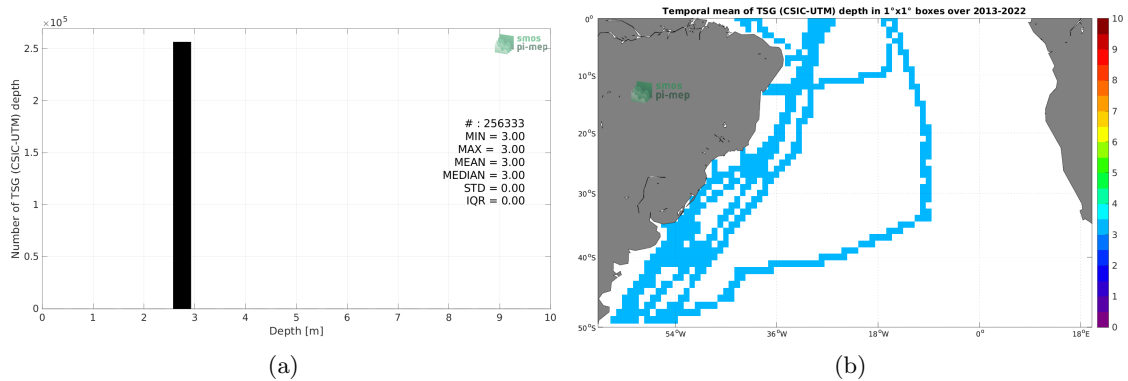 ×10⁵
2.5
2
1.5
1
0.5
0
Number of TSG (CSIC-UTM) depth
smos
pi-mep
# : 256333
MIN = 3.00
MAX = 3.00
MEAN = 3.00
MEDIAN = 3.00
STD = 0.00
IQR = 0.00
0 1 2 3 4 5 6 7 8 9 10
Depth [m]
(a)
Temporal mean of TSG (CSIC-UTM) depth in 1°x1° boxes over 2013-2022
0°
10°S
20°S
30°S
40°S
50°S
smos
pi-mep
54°W 36°W 18°W 0° 18°E
10
9
8
7
6
5
4
3
2
1
0
(b)